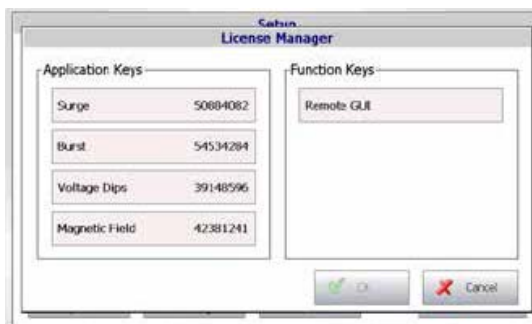 Setup
License Manager
Application Keys
Function Keys
Surge 50884082
Remote GUI
Burst 54534284
Voltage Dips 39148596
Magnetic Field 42381241
Cancel